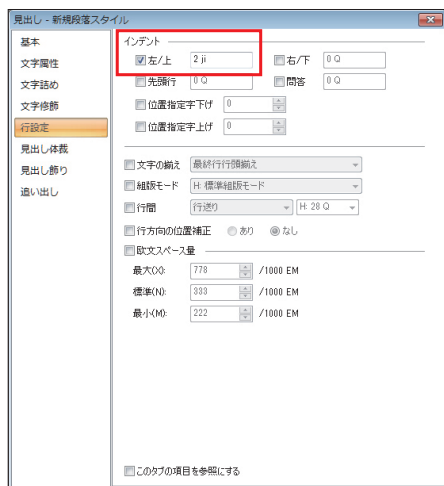 見出し - 新規段落スタイル
基本
文字属性
文字詰め
文字修飾
行設定
見出し体裁
見出し飾り
追い出し
インデント
左/上 2 ji 右/下 0 Q
先頭行 0 Q 問答 0 Q
位置指定字下げ 0
位置指定字上げ 0
文字の揃え 最終行行頭揃え
組版モード H: 標準組版モード
行間 行送り H: 28 Q
行方向の位置補正 あり なし
欧文スペース量
最大(X): 778 /1000 EM
標準(N): 333 /1000 EM
最小(M): 222 /1000 EM
このタブの項目を参照にする